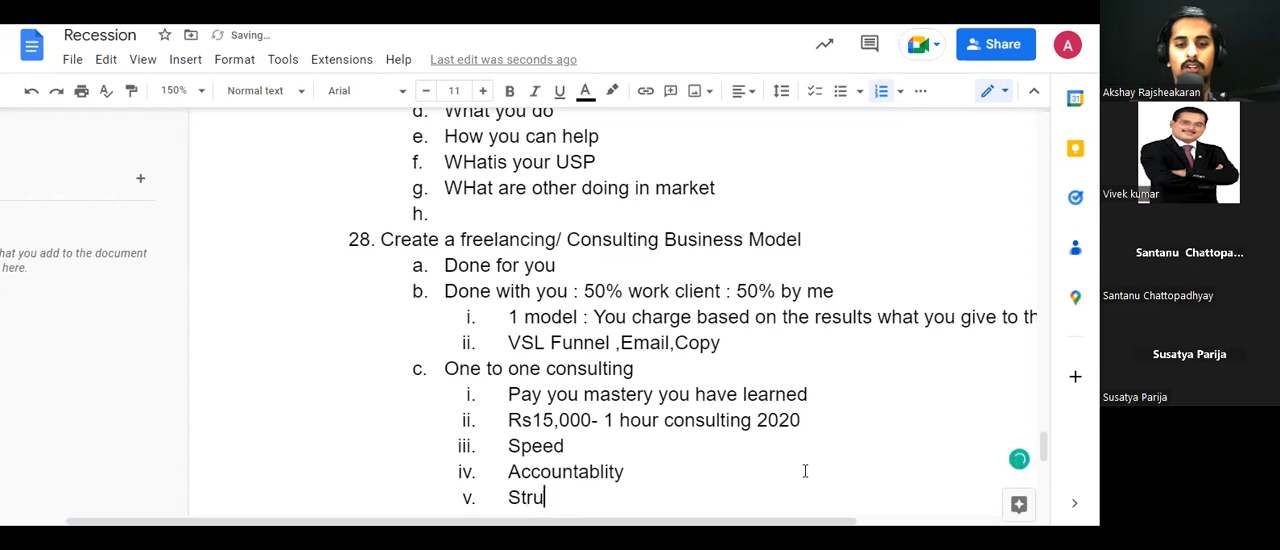 Recession
Saving...
File Edit View Insert Format Tools Extensions Help Last edit was seconds ago
Share
A
150% Normal text Arial 11 B I U A
31
d. What you do
e. How you can help
f. WHatis your USP
g. WHat are other doing in market
h.
28. Create a freelancing/ Consulting Business Model
a. Done for you
b. Done with you : 50% work client : 50% by me
i. 1 model : You charge based on the results what you give to th
ii. VSL Funnel ,Email,Copy
c. One to one consulting
i. Pay you mastery you have learned
ii. Rs15,000- 1 hour consulting 2020
iii. Speed
iv. Accountablity
v. Stru
hat you add to the document
here.
Akshay Rajsheakaran
Vivek kumar
Santanu Chattopa...
Santanu Chattopadhyay
Susatya Parija
Susatya Parija